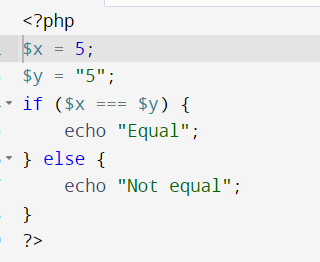 <?php
$x = 5;
$y = "5";
if ($x === $y) {
    echo "Equal";
} else {
    echo "Not equal";
}
?>